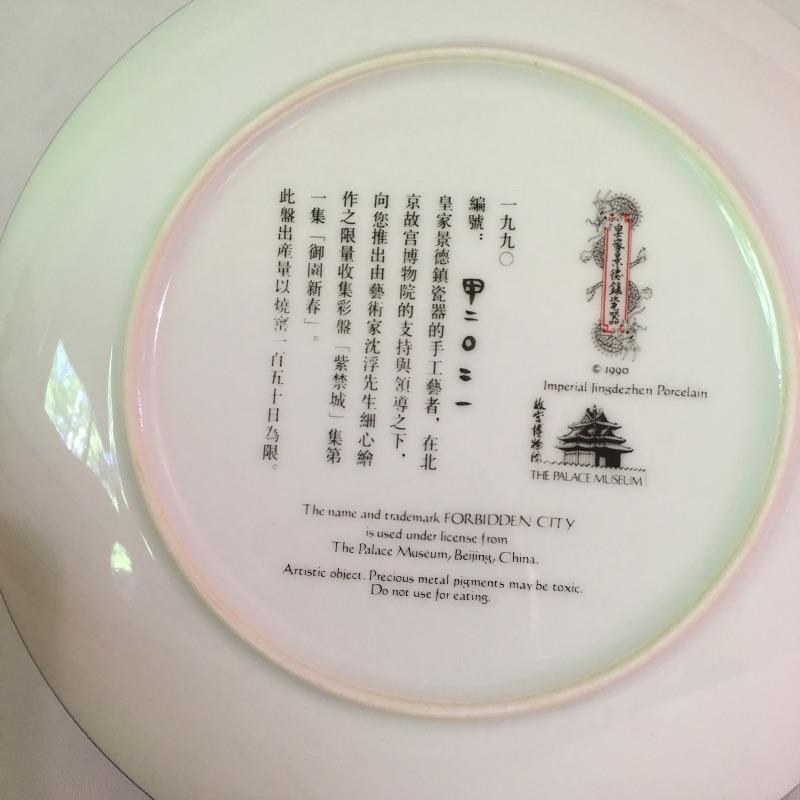 皇家景德鎮瓷器
© 1990
Imperial Jingdezhen Porcelain
故宮博物院
THE PALACE MUSEUM
一九九〇
編號：甲二〇二一
皇家景德鎮瓷器的手工藝者，在北
京故宮博物院的支持與領導之下，
向您推出由藝術家沈浮先生細心繪
作之限量收集彩盤「紫禁城」集第
一集「御園新春」。
此盤出産量以燒窑一百五十日為限。
The name and trademark FORBIDDEN CITY
is used under license from
The Palace Museum, Beijing, China.
Artistic object. Precious metal pigments may be toxic.
Do not use for eating.